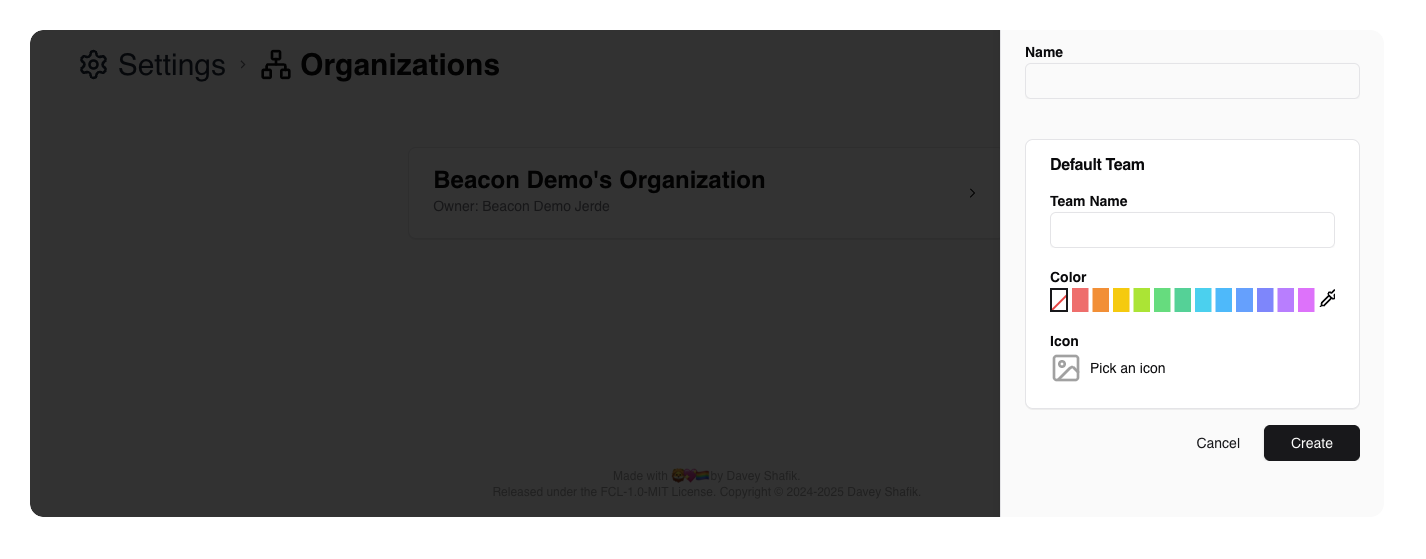 Settings › Organizations
Beacon Demo's Organization
Owner: Beacon Demo Jerde
Made with by Davey Shafik.
Released under the FCL-1.0-MIT License. Copyright © 2024-2025 Davey Shafik.
Name
Default Team
Team Name
Color
Icon
Pick an icon
Cancel
Create